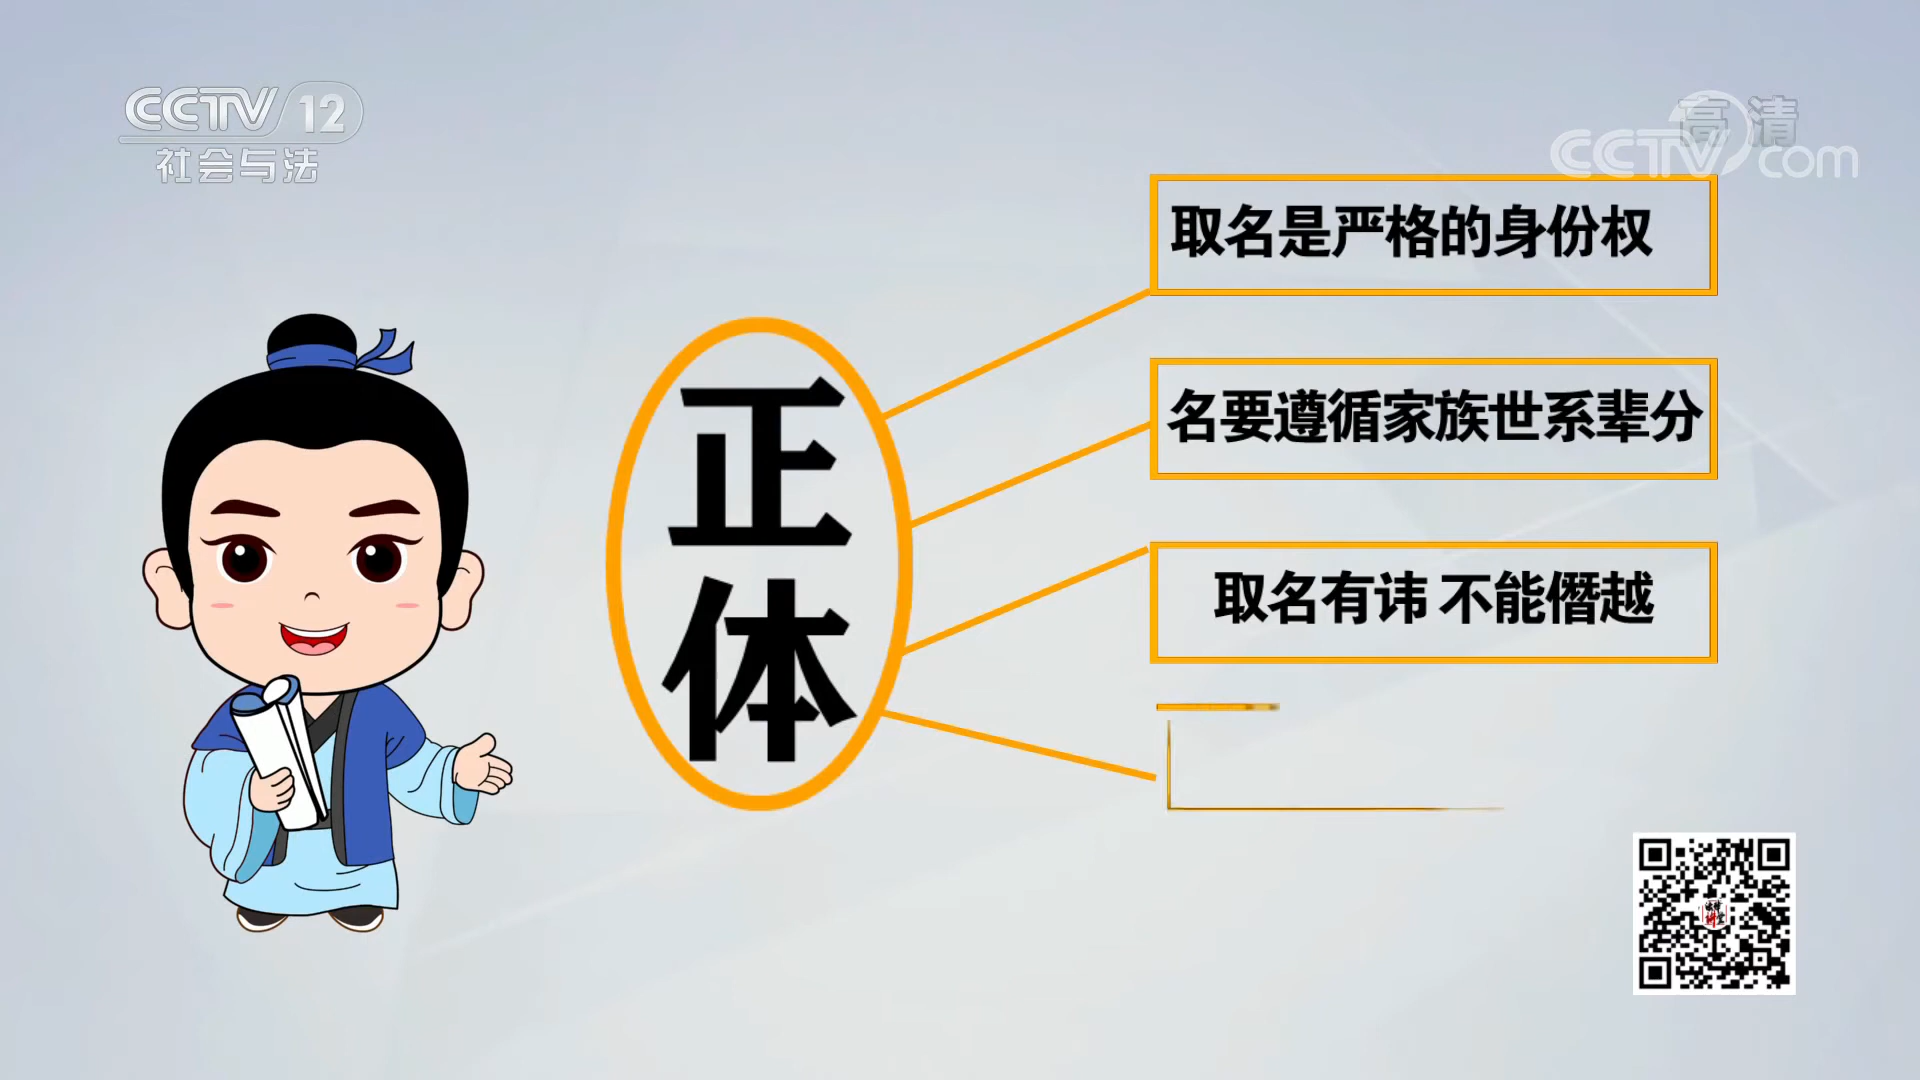 CCTV 12
社会与法
高清
CCTV.com
取名是严格的身份权
名要遵循家族世系辈分
取名有讳 不能僭越
正体